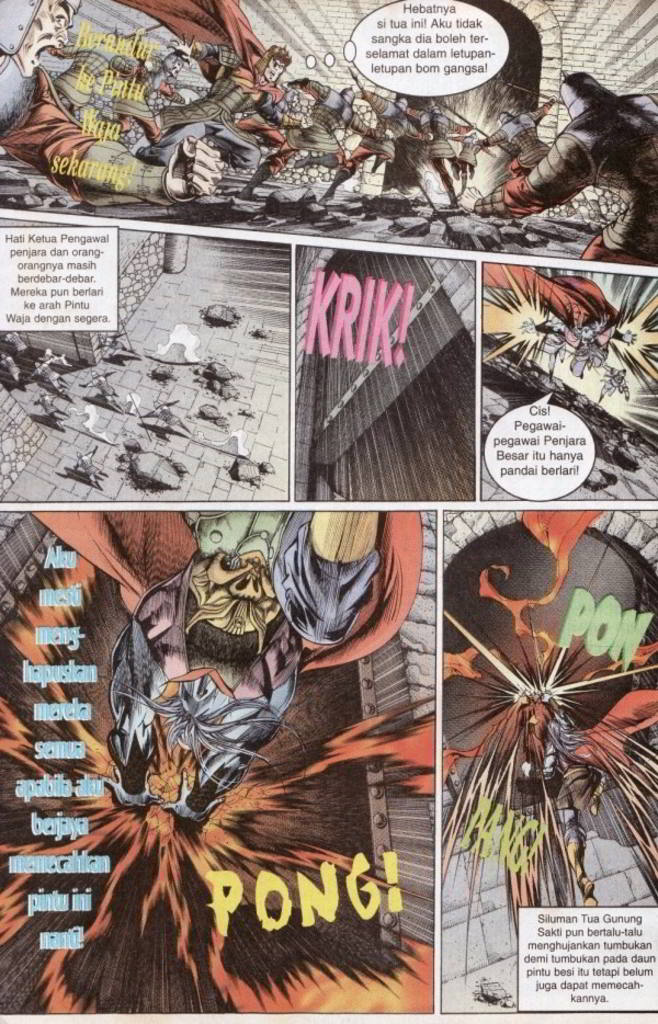 Hebatnya
si tua ini! Aku tidak
sangka dia boleh ter-
selamat dalam letupan-
letupan bom gangsa!
Berundur
ke Pintu
Waja
sekarang!
Hati Ketua Pengawal
penjara dan orang-
orangnya masih
berdebar-debar.
Mereka pun berlari
ke arah Pintu
Waja dengan segera.
KRIK!
Cis!
Pegawai-
pegawai Penjara
Besar itu hanya
pandai berlari!
Aku
mesti
meng-
hapuskan
mereka
semua
apabila aku
berjaya
memecahkan
pintu ini
nanti!
PONG!
PON
PANG!
Siluman Tua Gunung
Sakti pun bertalu-talu
menghujankan tumbukan
demi tumbukan pada daun
pintu besi itu tetapi belum
juga dapat memecah-
kannya.